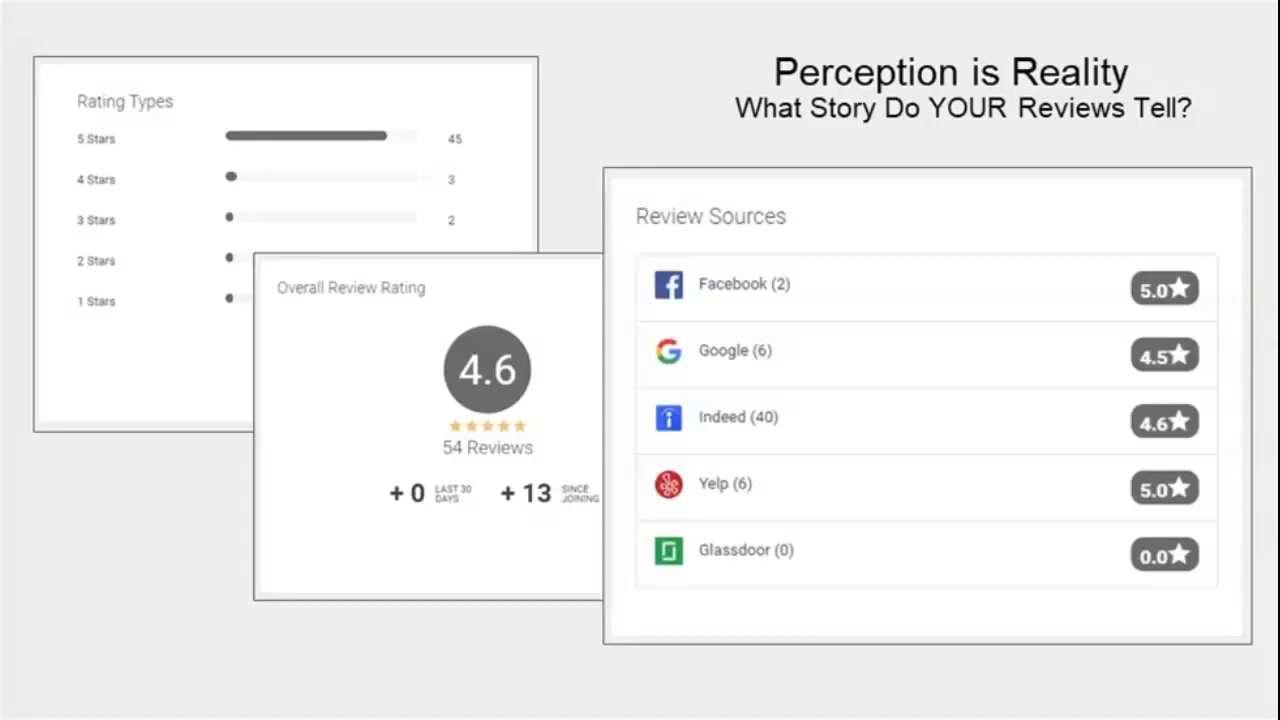 Perception is Reality
What Story Do YOUR Reviews Tell?
Rating Types
5 Stars 45
4 Stars 3
3 Stars 2
2 Stars
1 Stars
Overall Review Rating
4.6
54 Reviews
+ 0 LAST 30 DAYS + 13 SINCE JOINING
Review Sources
Facebook (2) 5.0
Google (6) 4.5
Indeed (40) 4.6
Yelp (6) 5.0
Glassdoor (0) 0.0